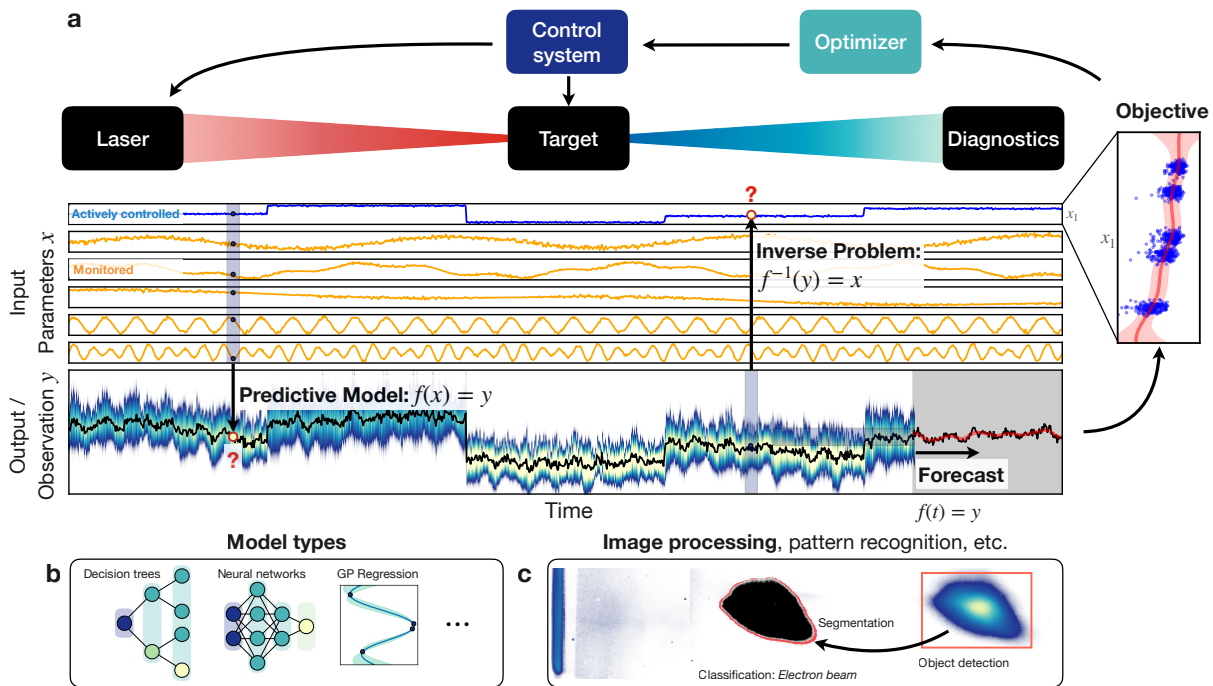 a
Control
system
Optimizer
Laser
Target
Diagnostics
Objective
Input
Parameters x
Actively controlled
Monitored
?
x₁
x₁
Inverse Problem:
f⁻¹(y) = x
Output /
Observation y
Predictive Model: f(x) = y
?
Forecast
Time
f(t) = y
Model types
b
Decision trees
Neural networks
GP Regression
...
Image processing, pattern recognition, etc.
c
Segmentation
Classification: Electron beam
Object detection